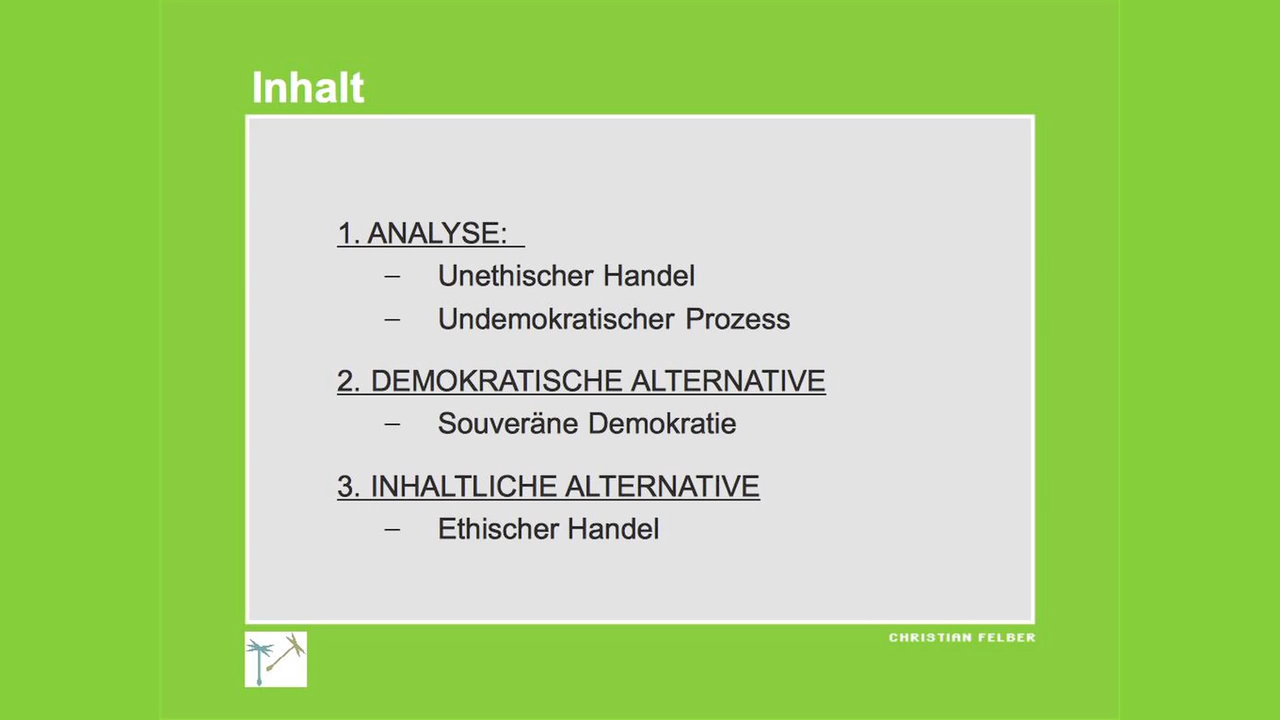 Inhalt
1. ANALYSE:
– Unethischer Handel
– Undemokratischer Prozess
2. DEMOKRATISCHE ALTERNATIVE
– Souveräne Demokratie
3. INHALTLICHE ALTERNATIVE
– Ethischer Handel
CHRISTIAN FELBER